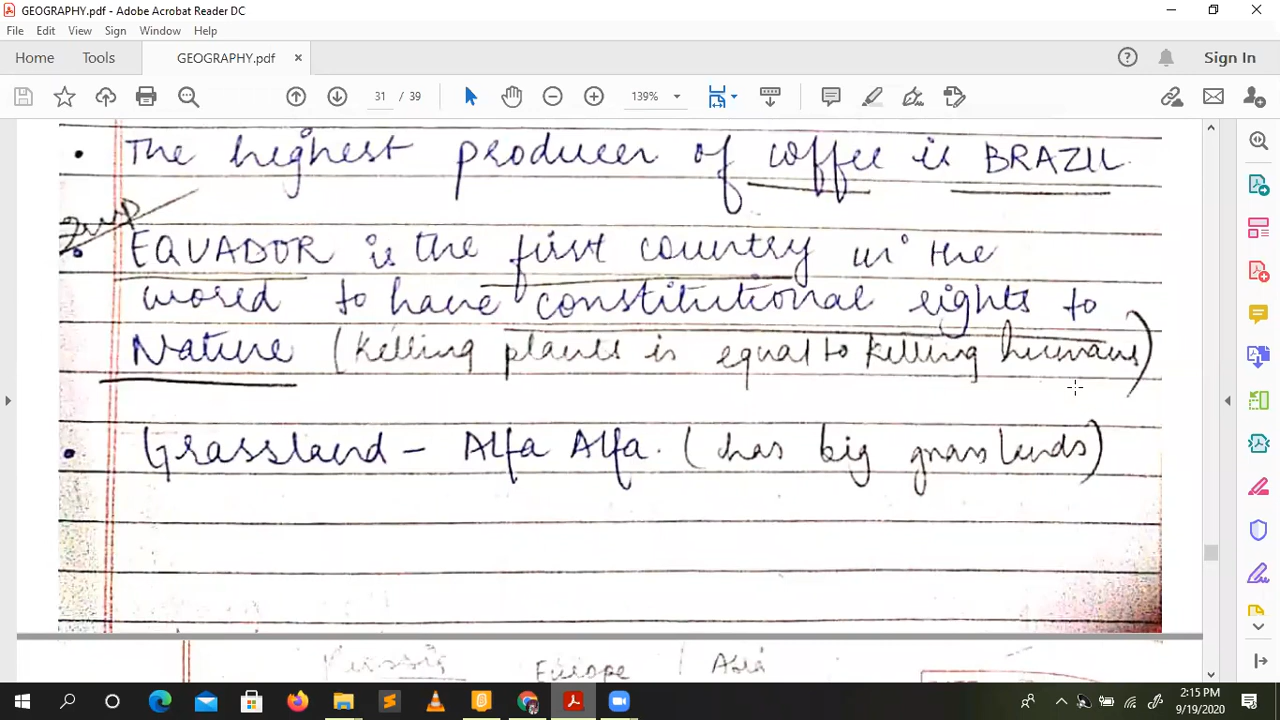 GEOGRAPHY.pdf - Adobe Acrobat Reader DC
File Edit View Sign Window Help
Home Tools GEOGRAPHY.pdf × Sign In
31 / 39 139%
• The highest producer of coffee is BRAZIL.
Imp
• EQUADOR is the first country in the
world to have constitutional rights to
Nature (killing plants is equal to killing humans)
• Grassland - Alfa Alfa. (has big grasslands)
Russia Europe Asia
2:15 PM
9/19/2020